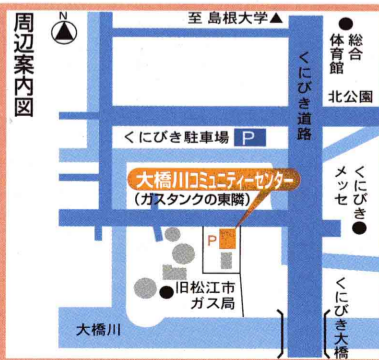 周辺案内図
N
至 島根大学▲
総合
体育館
北公園
くにびき道路
くにびき駐車場 P
大橋川コミュニティーセンター
(ガスタンクの東隣)
くにびき
メッセ
P
旧松江市
ガス局
大橋川
くにびき大橋